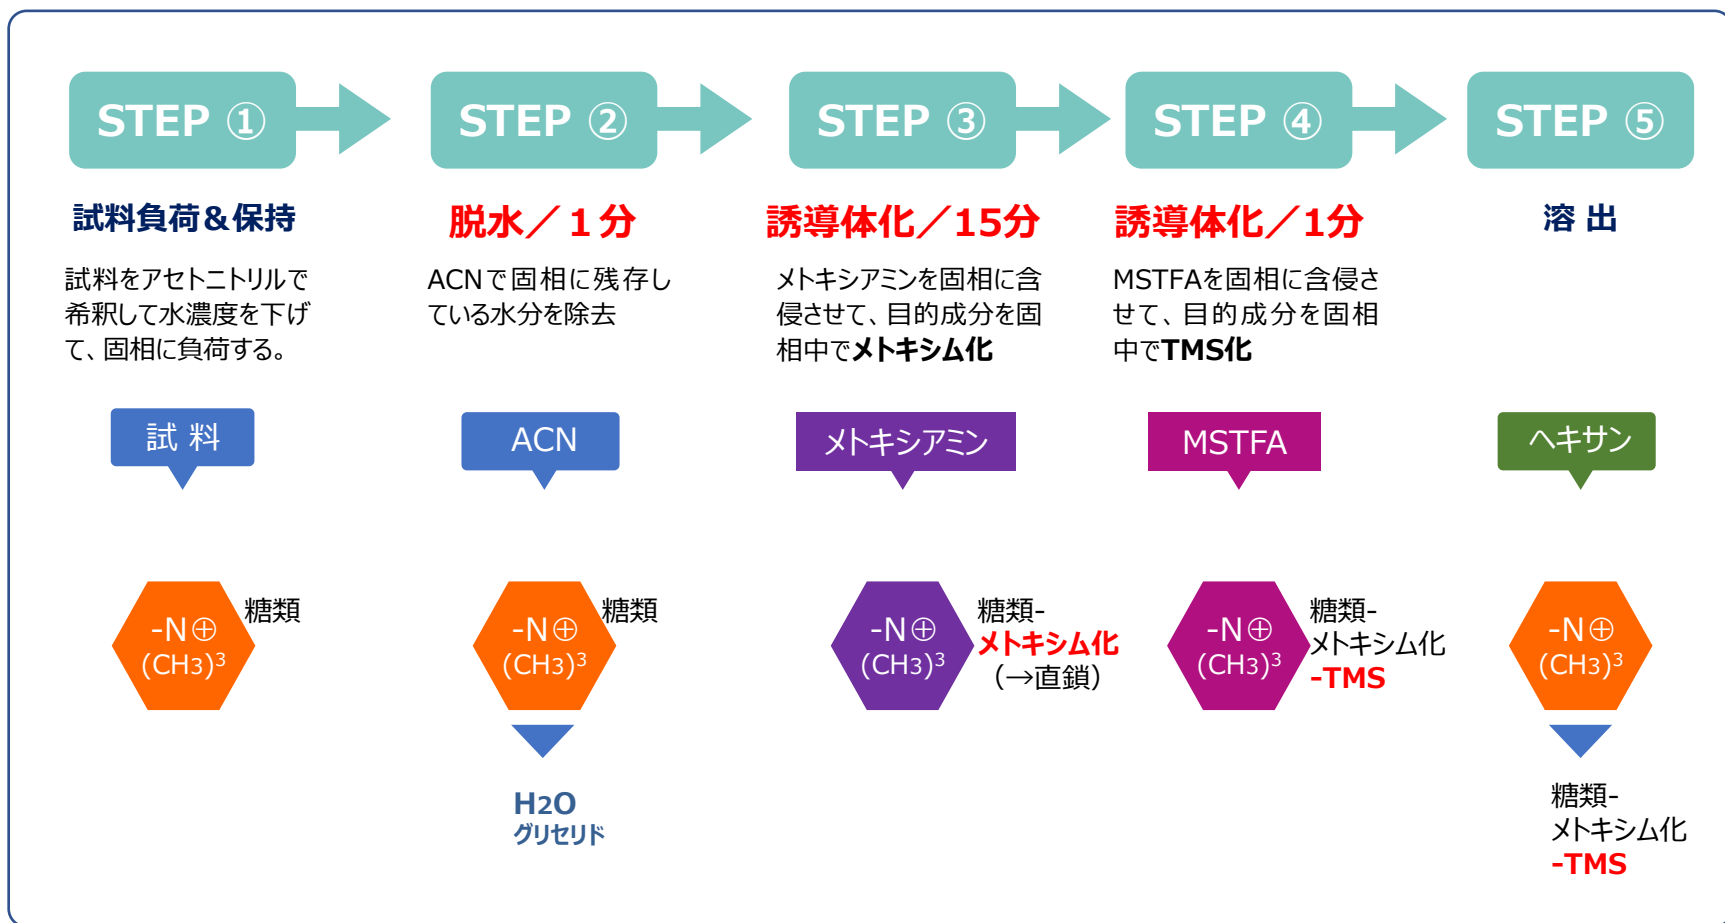 STEP ①
STEP ②
STEP ③
STEP ④
STEP ⑤
試料負荷&保持
脱水／１分
誘導体化／15分
誘導体化／1分
溶 出
試料をアセトニトリルで
希釈して水濃度を下げ
て、固相に負荷する。
ACNで固相に残存し
ている水分を除去
メトキシアミンを固相に含
侵させて、目的成分を固
相中でメトキシム化
MSTFAを固相に含侵さ
せて、目的成分を固相
中でTMS化
試 料
ACN
メトキシアミン
MSTFA
ヘキサン
-N⊕
(CH3)³
糖類
-N⊕
(CH3)³
糖類
-N⊕
(CH3)³
糖類-
メトキシム化
（→直鎖）
-N⊕
(CH3)³
糖類-
メトキシム化
-TMS
-N⊕
(CH3)³
H2O
グリセリド
糖類-
メトキシム化
-TMS